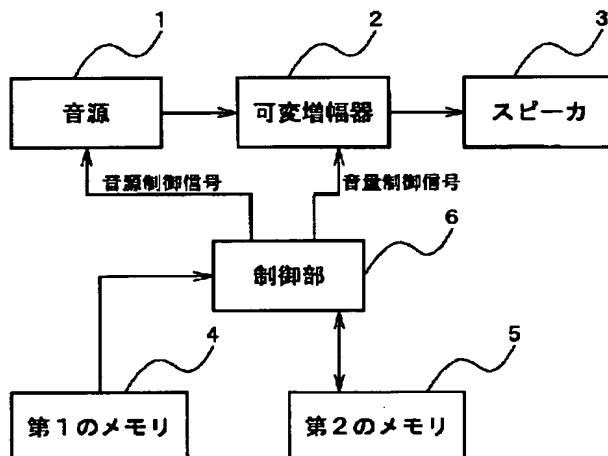 1
2
3
音源
可変増幅器
スピーカ
音源制御信号
音量制御信号
6
制御部
4
5
第1のメモリ
第2のメモリ